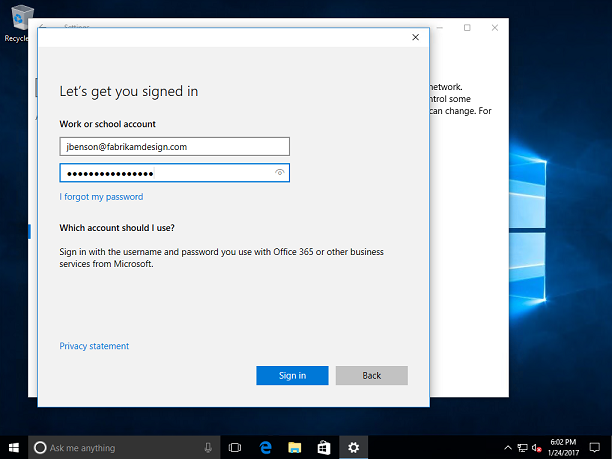 Recycle
Settings
Let's get you signed in
network.
ntrol some
can change. For
Work or school account
jbenson@fabrikamdesign.com
I forgot my password
Which account should I use?
Sign in with the username and password you use with Office 365 or other business
services from Microsoft.
Privacy statement
Sign in
Back
Ask me anything
6:02 PM
1/24/2017